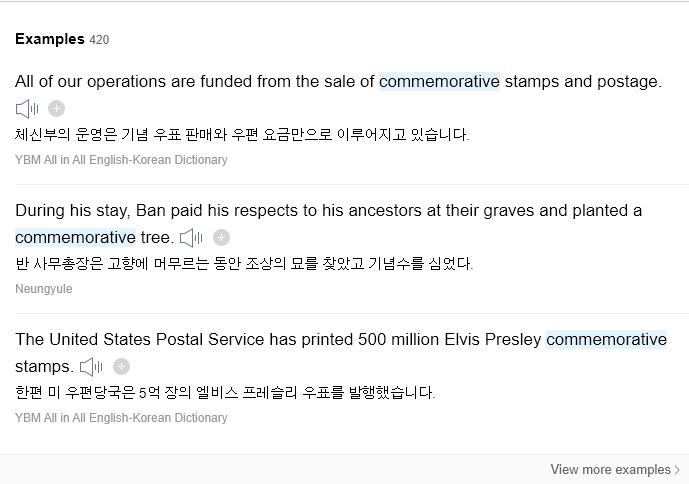 Examples 420
All of our operations are funded from the sale of commemorative stamps and postage.
체신부의 운영은 기념 우표 판매와 우편 요금만으로 이루어지고 있습니다.
YBM All in All English-Korean Dictionary
During his stay, Ban paid his respects to his ancestors at their graves and planted a
commemorative tree.
반 사무총장은 고향에 머무르는 동안 조상의 묘를 찾았고 기념수를 심었다.
Neungyule
The United States Postal Service has printed 500 million Elvis Presley commemorative
stamps.
한편 미 우편당국은 5억 장의 엘비스 프레슬리 우표를 발행했습니다.
YBM All in All English-Korean Dictionary
View more examples